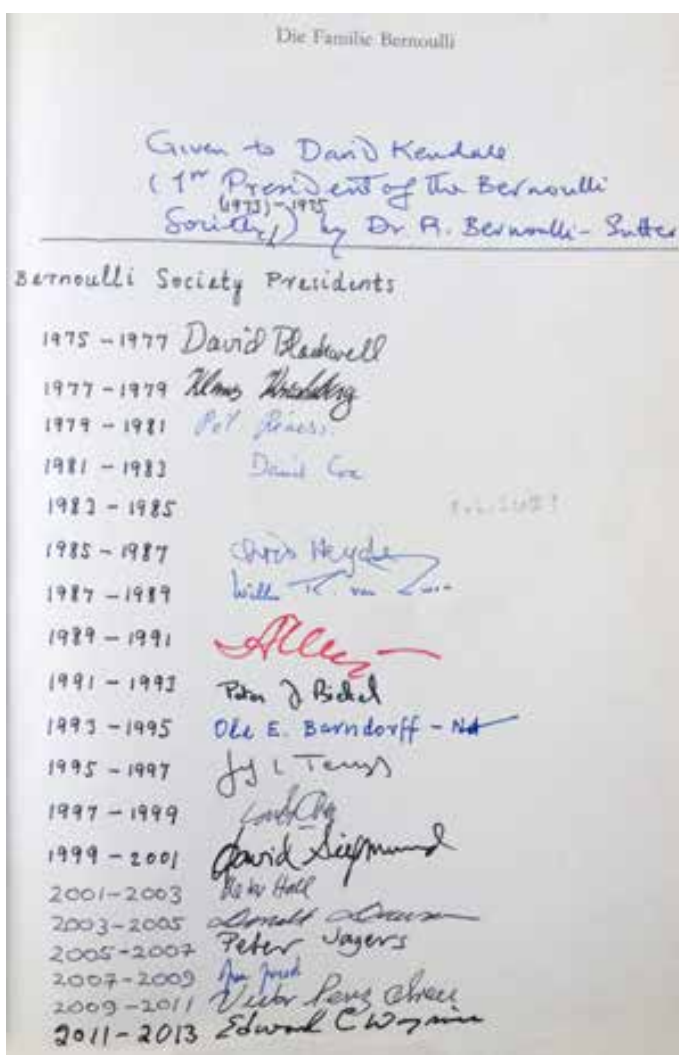 Die Familie Bernoulli
Given to David Kendall
(1st President of the Bernoulli
(1973)-1975
Society,) by Dr R. Bernoulli-Sutter
Bernoulli Society Presidents
1975-1977 David Blackwell
1977-1979 Klaus Krickeberg
1979-1981
1981-1983 David Cox
1983-1985
1985-1987 Chris Heyde
1987-1989 Willem R. van
1989-1991
1991-1993 Peter J Bickel
1993-1995 Ole E. Barndorff-
1995-1997
1997-1999
1999-2001 David Siegmund
2001-2003 Peter Hall
2003-2005 Donald Dawson
2005-2007 Peter Jagers
2007-2009
2009-2011 Victor Perez Abreu
2011-2013 Edward C Waymire